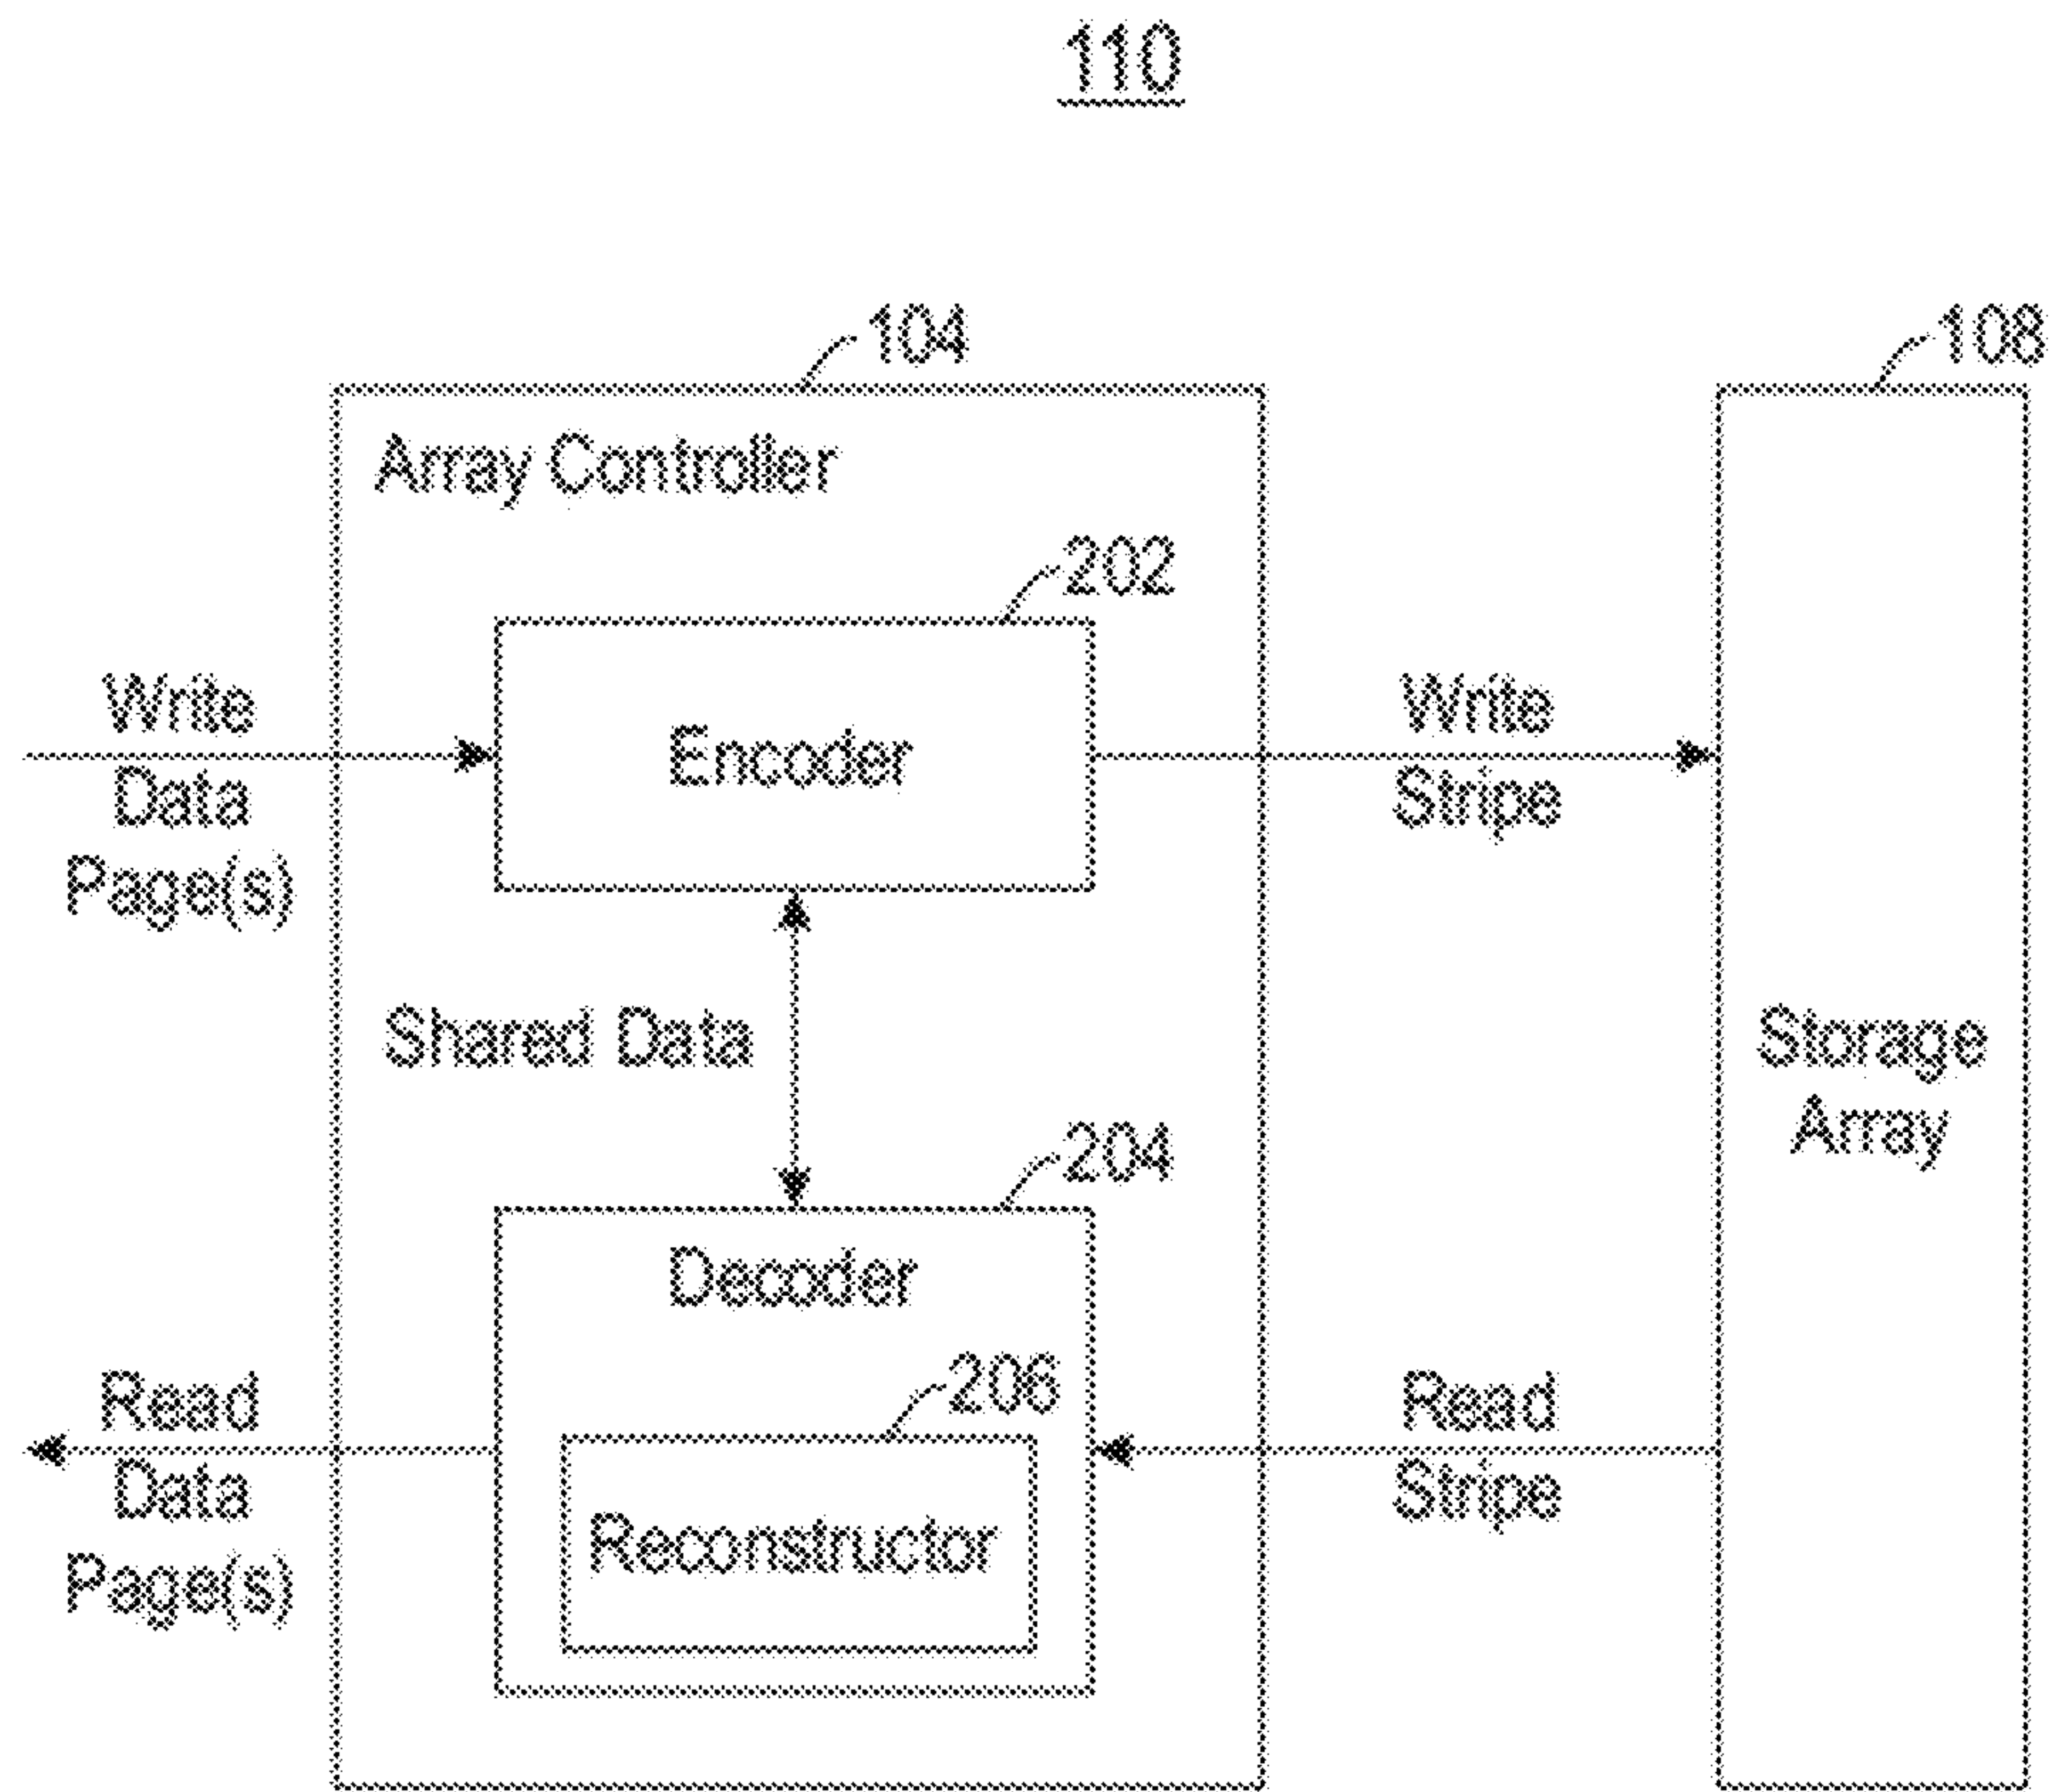 110
104
108
Array Controller
202
Write
Data
Page(s)
Encoder
Write
Stripe
Shared Data
Storage
Array
204
Decoder
206
Read
Data
Page(s)
Reconstructor
Read
Stripe